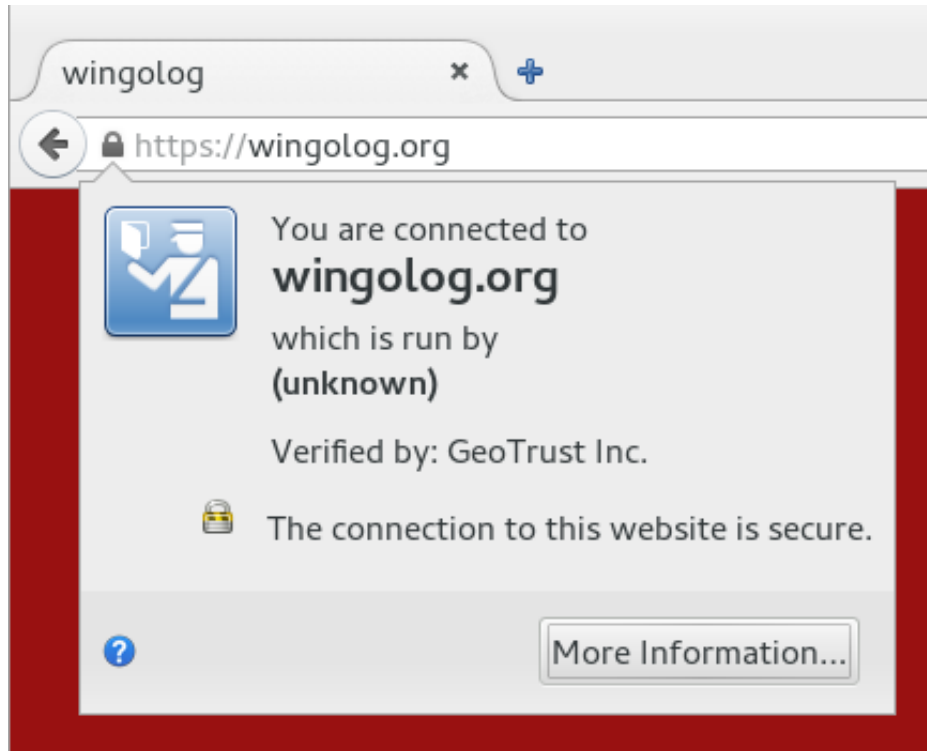 wingolog
https://wingolog.org
You are connected to
wingolog.org
which is run by
(unknown)
Verified by: GeoTrust Inc.
The connection to this website is secure.
More Information...